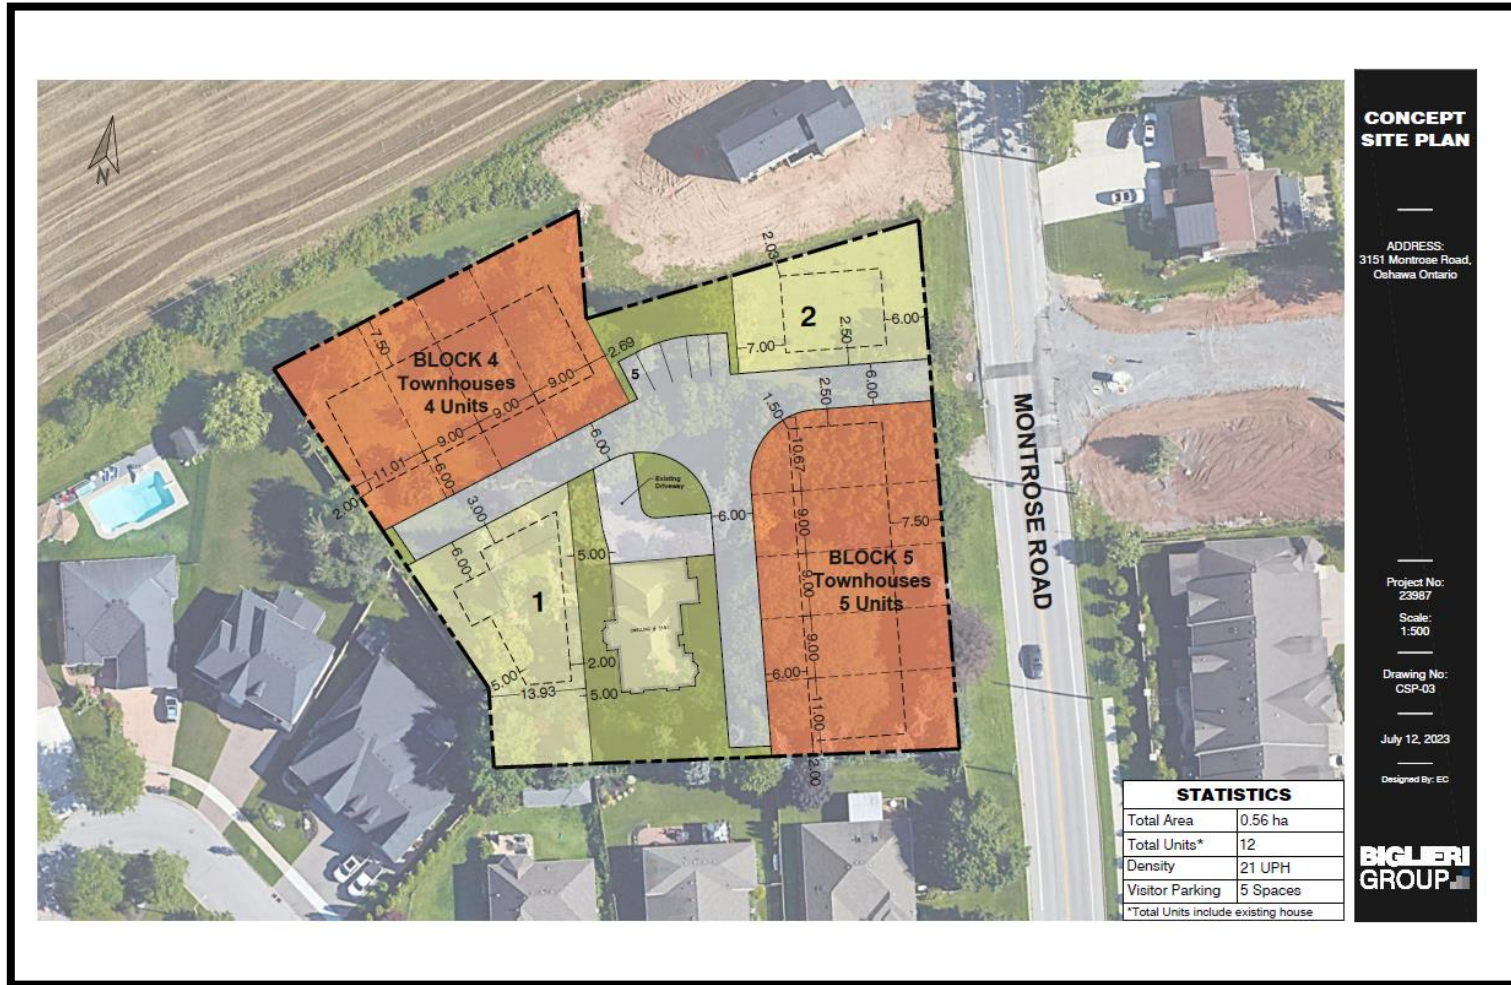 N
7.50
BLOCK 4
Townhouses
4 Units
2.69
9.00
9.00
9.00
11.01
6.00
2.00
5
2.03
2
7.00
2.50
6.00
2.50
6.00
1.50
10.67
6.00
3.00
Existing
Driveway
6.00
6.00
5.00
1
5.00
13.93
2.00
5.00
9.00
7.50
BLOCK 5
Townhouses
5 Units
9.00
9.00
6.00
11.00
2.00
MONTROSE ROAD
STATISTICS
Total Area 0.56 ha
Total Units* 12
Density 21 UPH
Visitor Parking 5 Spaces
*Total Units include existing house
CONCEPT
SITE PLAN
ADDRESS:
3151 Montrose Road,
Oshawa Ontario
Project No:
23987
Scale:
1:500
Drawing No:
CSP-03
July 12, 2023
Designed By: EC
BIGLIERI
GROUP